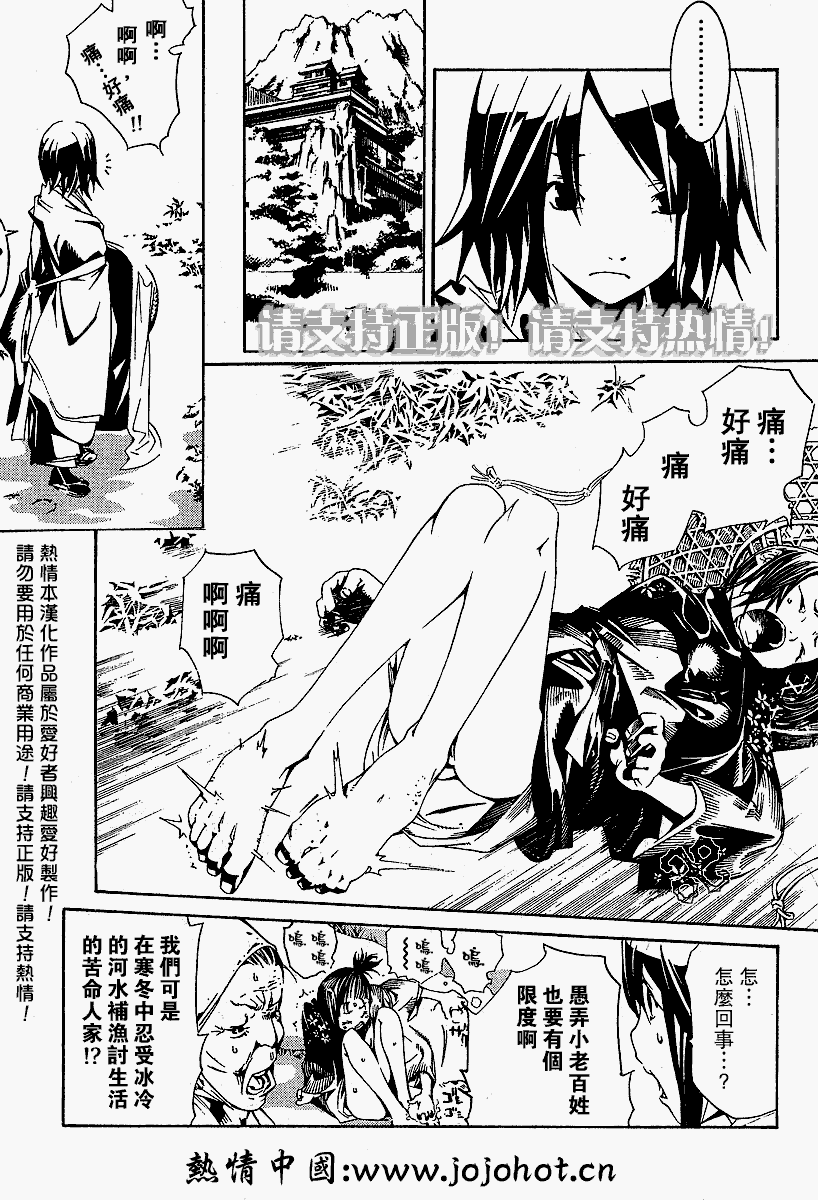 ………
请支持正版! 请支持热情!
啊…
啊啊,
痛…好痛!!
痛…
好痛
痛
好痛
痛
啊啊啊
怎…
怎麼回事…?
愚弄小老百姓
也要有個
限度啊
嗚嗚
嗚嗚
嗚嗚
我們可是
在寒冬中忍受冰冷
的河水補漁討生活
的苦命人家!?
熱情本漢化作品屬於愛好者興趣愛好製作!
請勿要用於任何商業用途!請支持正版!請支持熱情!
熱情中國:www.jojohot.cn